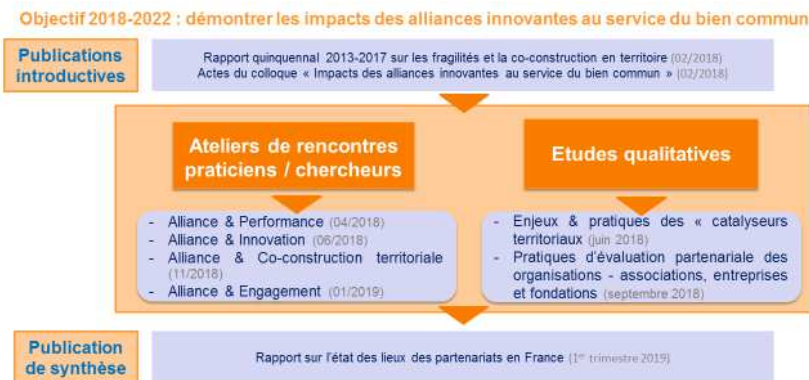 Objectif 2018-2022 : démontrer les impacts des alliances innovantes au service du bien commun
Publications
introductives
Rapport quinquennal 2013-2017 sur les fragilités et la co-construction en territoire (02/2018)
Actes du colloque « Impacts des alliances innovantes au service du bien commun » (02/2018)
Ateliers de rencontres
praticiens / chercheurs
- Alliance & Performance (04/2018)
- Alliance & Innovation (06/2018)
- Alliance & Co-construction territoriale
(11/2018)
- Alliance & Engagement (01/2019)
Etudes qualitatives
- Enjeux & pratiques des « catalyseurs
territoriaux (juin 2018)
- Pratiques d'évaluation partenariale des
organisations - associations, entreprises
et fondations (septembre 2018)
Publication
de synthèse
Rapport sur l'état des lieux des partenariats en France (1er trimestre 2019)